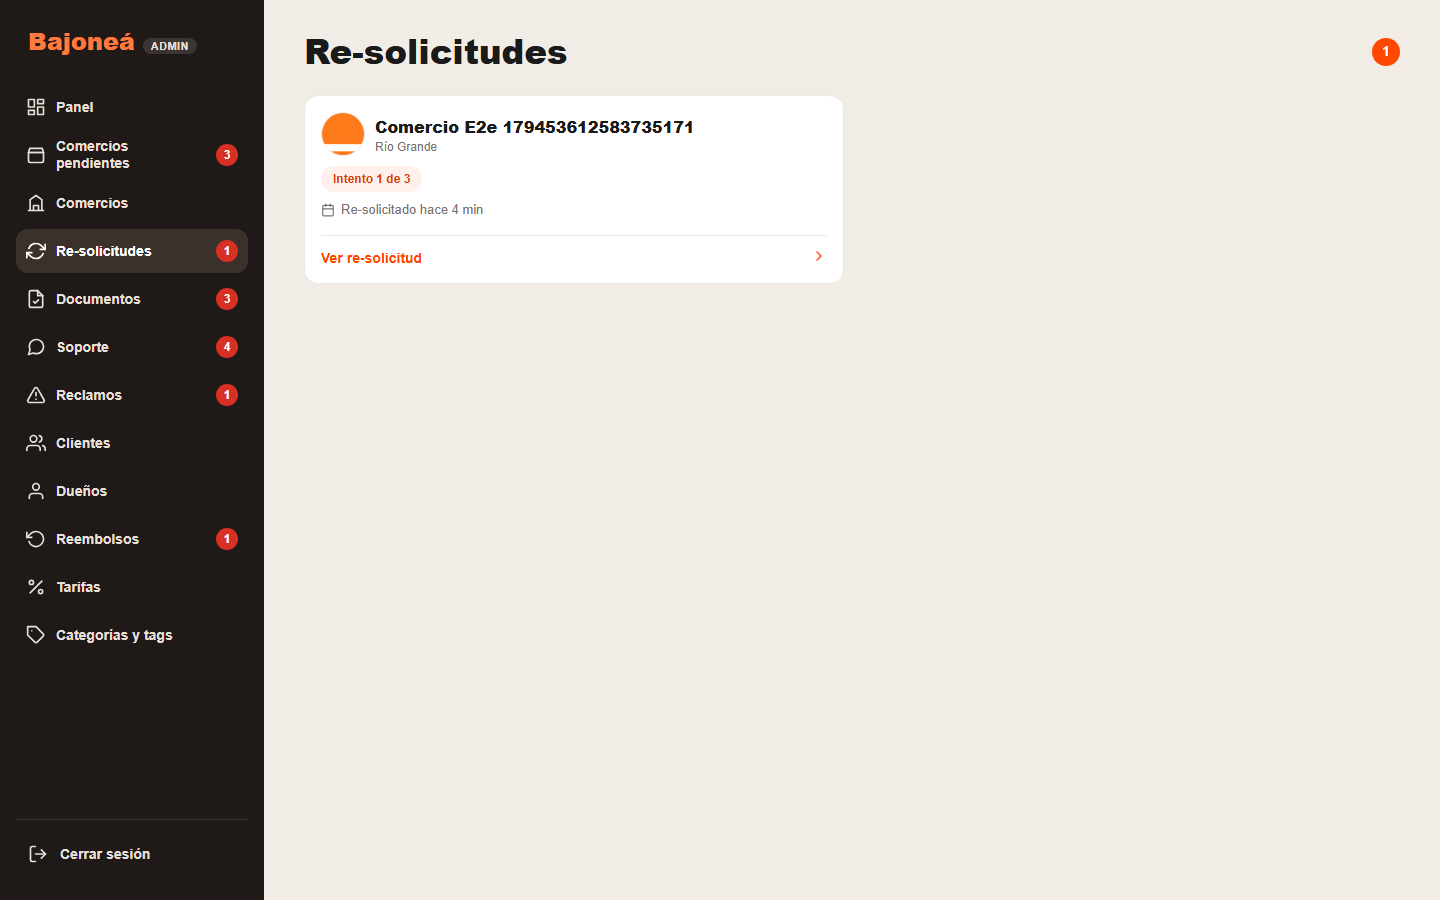 Bajoneá ADMIN
Panel
Comercios
pendientes
3
Comercios
Re-solicitudes 1
Documentos 3
Soporte 4
Reclamos 1
Clientes
Dueños
Reembolsos 1
Tarifas
Categorías y tags
Cerrar sesión
Re-solicitudes 1
Comercio E2e 179453612583735171
Río Grande
Intento 1 de 3
Re-solicitado hace 4 min
Ver re-solicitud